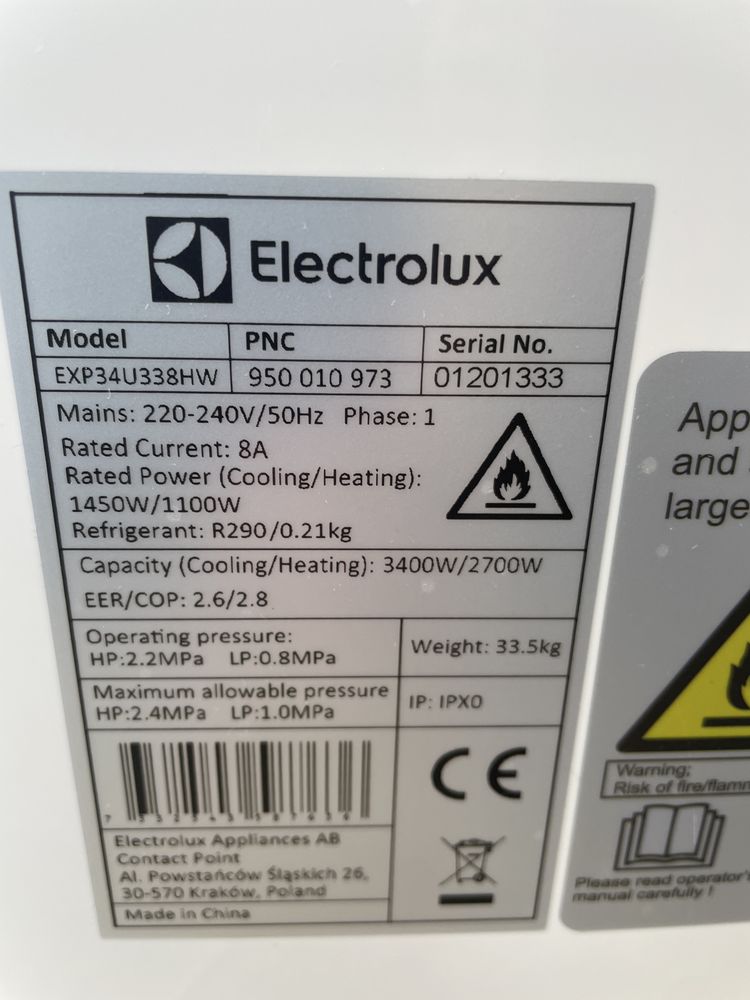 Electrolux
Model PNC Serial No.
EXP34U338HW 950 010 973 01201333
Mains: 220-240V/50Hz Phase: 1
Rated Current: 8A
Rated Power (Cooling/Heating):
1450W/1100W
Refrigerant: R290/0.21kg
Capacity (Cooling/Heating): 3400W/2700W
EER/COP: 2.6/2.8
Operating pressure:
HP:2.2MPa LP:0.8MPa
Weight: 33.5kg
Maximum allowable pressure
HP:2.4MPa LP:1.0MPa
IP: IPX0
CE
Electrolux Appliances AB
Contact Point
Al. Powstańców Śląskich 26,
30-570 Kraków, Poland
Made in China
App
and
large
Warning;
Risk of fire/flamm
Please read operator's
manual carefully !